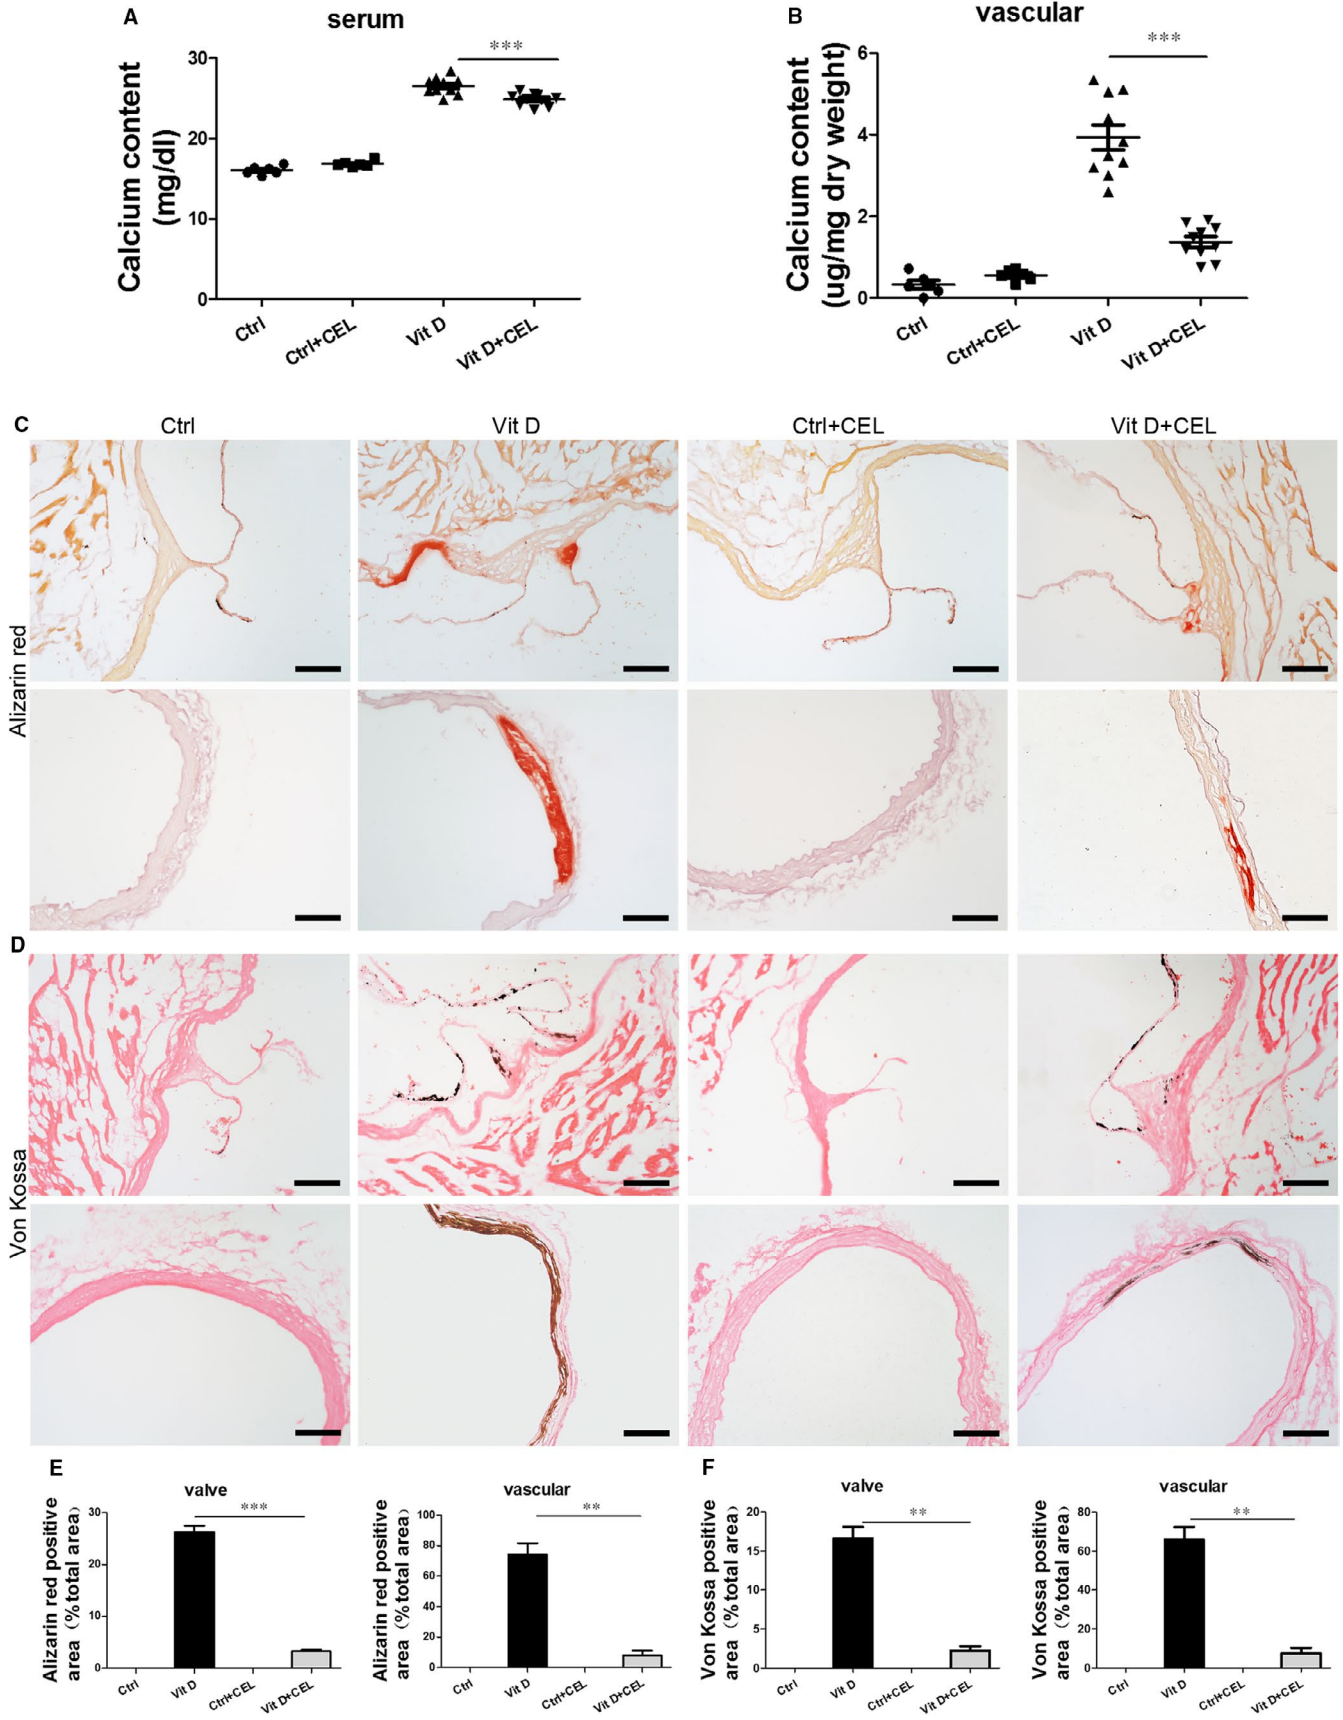 A
serum
***
Calcium content
(mg/dl)
30
20
10
0
Ctrl
Ctrl+CEL
Vit D
Vit D+CEL
B
vascular
***
Calcium content
(ug/mg dry weight)
6
4
2
0
Ctrl
Ctrl+CEL
Vit D
Vit D+CEL
C
Ctrl
Vit D
Ctrl+CEL
Vit D+CEL
Alizarin red
D
Von Kossa
E
valve
***
Alizarin red positive
area (% total area)
30
20
10
0
Ctrl
Vit D
Ctrl+CEL
Vit D+CEL
vascular
**
Alizarin red positive
area (% total area)
100
80
60
40
20
0
Ctrl
Vit D
Ctrl+CEL
Vit D+CEL
F
valve
**
Von Kossa positive
area (% total area)
20
15
10
5
0
Ctrl
Vit D
Ctrl+CEL
Vit D+CEL
vascular
**
Von Kossa positive
area (% total area)
80
60
40
20
0
Ctrl
Vit D
Ctrl+CEL
Vit D+CEL